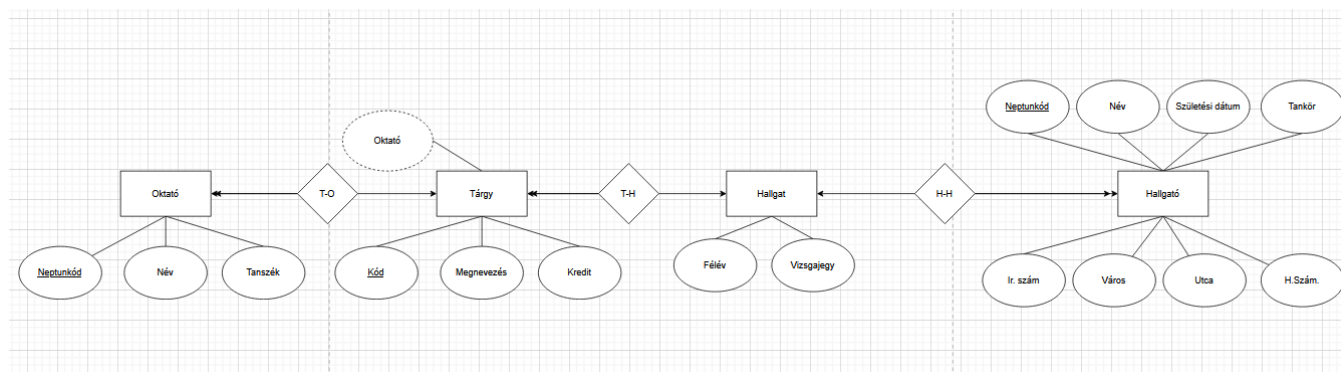 Neptunkód
Név
Születési dátum
Tankör
Oktató
Oktató
T-O
Tárgy
T-H
Hallgat
H-H
Hallgató
Neptunkód
Név
Tanszék
Kód
Megnevezés
Kredit
Félév
Vizsgajegy
Ir. szám
Város
Utca
H.Szám.